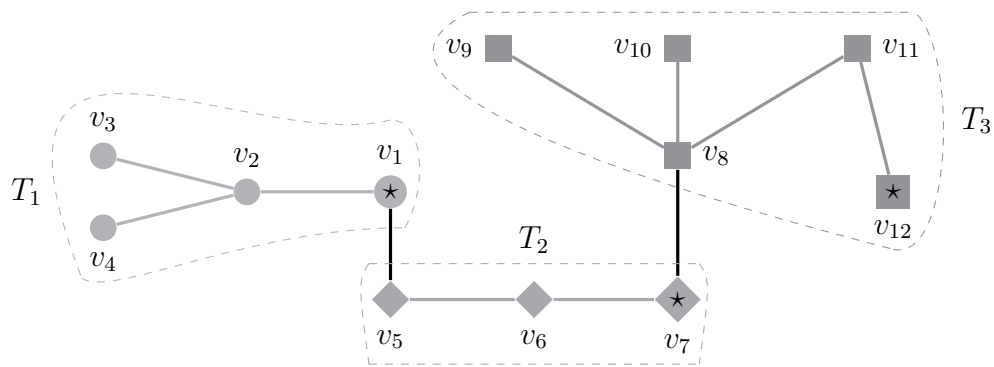 v₉
v₁₀
v₁₁
T₃
v₃
v₂
v₁
v₈
T₁
v₁₂
v₄
T₂
v₅
v₆
v₇